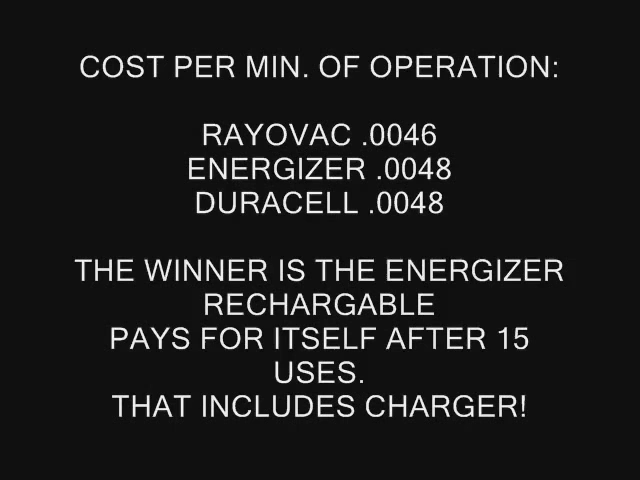 COST PER MIN. OF OPERATION:
RAYOVAC .0046
ENERGIZER .0048
DURACELL .0048
THE WINNER IS THE ENERGIZER
RECHARGABLE
PAYS FOR ITSELF AFTER 15
USES.
THAT INCLUDES CHARGER!